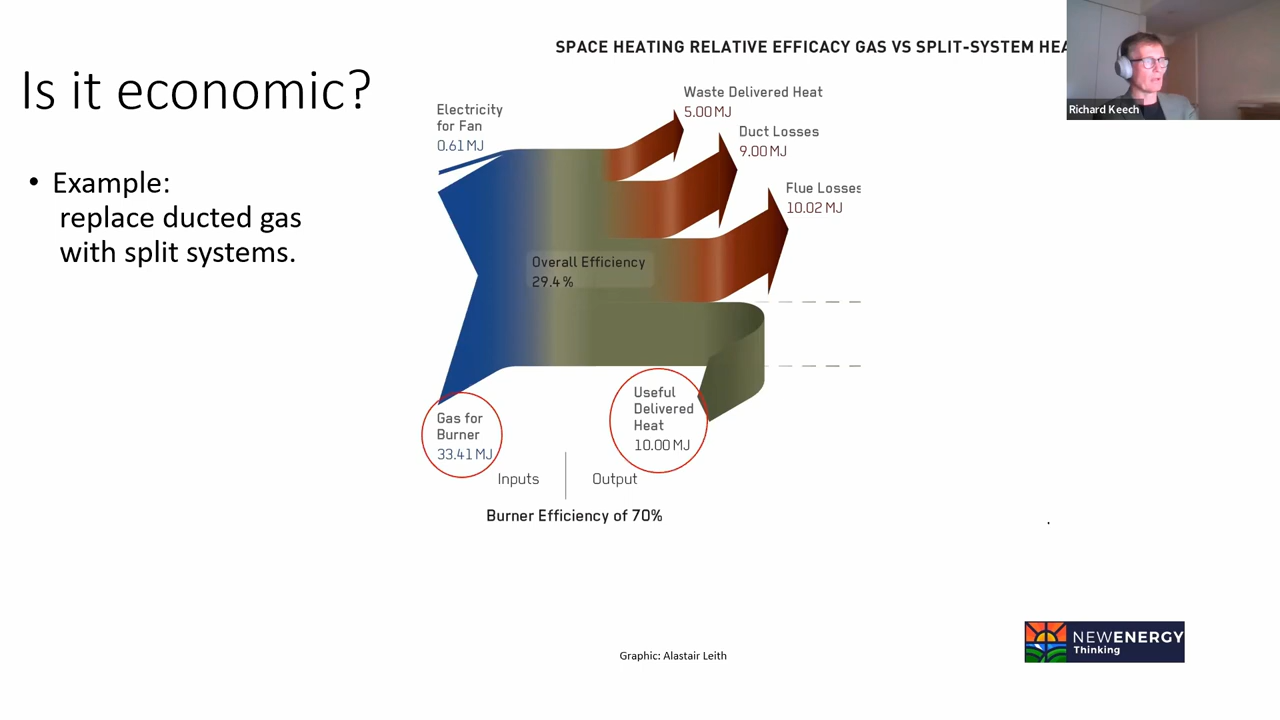 SPACE HEATING RELATIVE EFFICACY GAS VS SPLIT-SYSTEM
Is it economic?
Richard Keech
• Example:
replace ducted gas
with split systems.
Electricity
for Fan
0.61 MJ
Waste Delivered Heat
5.00 MJ
Duct Losses
9.00 MJ
Flue Losses
10.02 MJ
Overall Efficiency
29.4%
Gas for
Burner
33.41 MJ
Useful
Delivered
Heat
10.00 MJ
Inputs
Output
Burner Efficiency of 70%
.
NEWENERGY
Thinking
Graphic: Alastair Leith